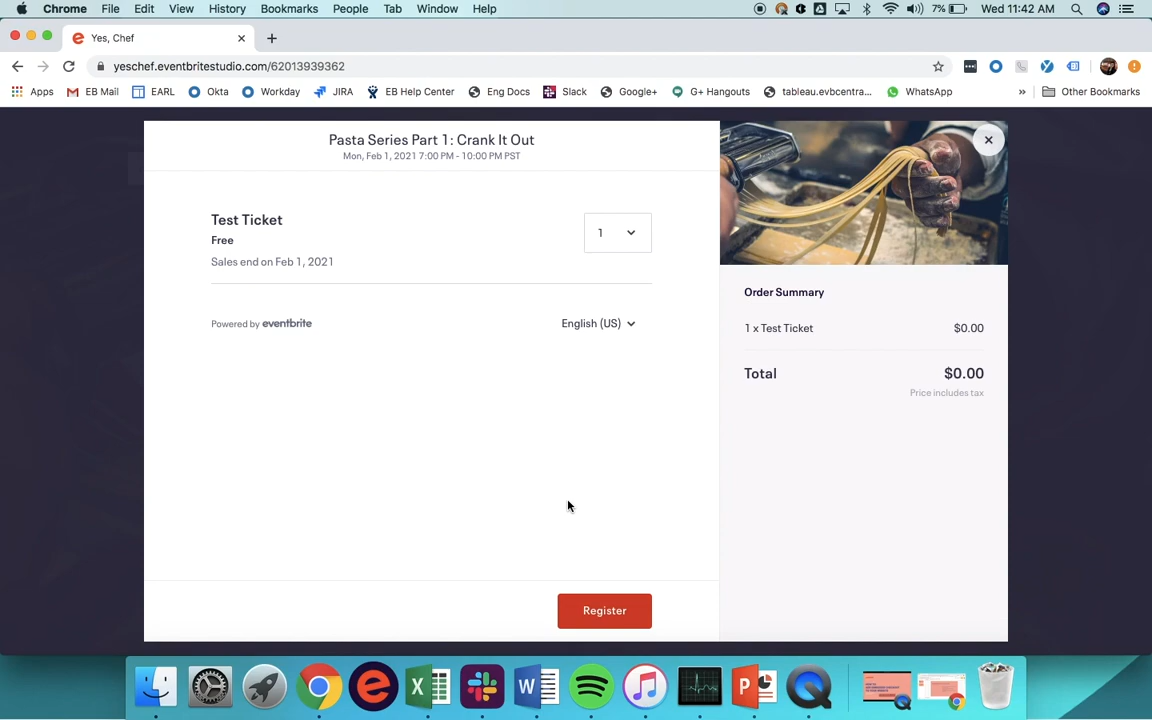 Chrome File Edit View History Bookmarks People Tab Window Help 7% Wed 11:42 AM
Yes, Chef
yeschef.eventbritestudio.com/62013939362
Apps EB Mail EARL Okta Workday JIRA EB Help Center Eng Docs Slack Google+ G+ Hangouts tableau.evbcentra... WhatsApp » Other Bookmarks
Pasta Series Part 1: Crank It Out
Mon, Feb 1, 2021 7:00 PM - 10:00 PM PST
Test Ticket
Free
Sales end on Feb 1, 2021
1
Powered by eventbrite
English (US)
Register
Order Summary
1 x Test Ticket $0.00
Total $0.00
Price includes tax